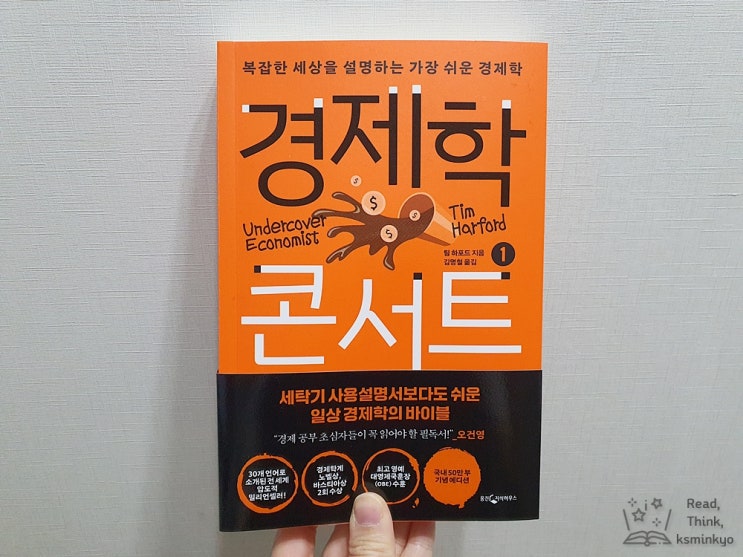 복잡한 세상을 설명하는 가장 쉬운 경제학
경제학
Undercover
Economist
Tim
Harford
$
$
$
$
팀 하포드 지음
김명철 옮김
1
콘서트
세탁기 사용설명서보다도 쉬운
일상 경제학의 바이블
“경제 공부 초심자들이 꼭 읽어야 할 필독서!”_오건영
30개 언어로
소개된 전 세계
압도적
밀리언셀러!
경제학계
노벨상,
바스티아상
2회 수상
최고 영예
대영제국훈장
(OBE) 수훈
국내 50만 부
기념 에디션
웅진 지식하우스
Read,
Think,
ksminkyo